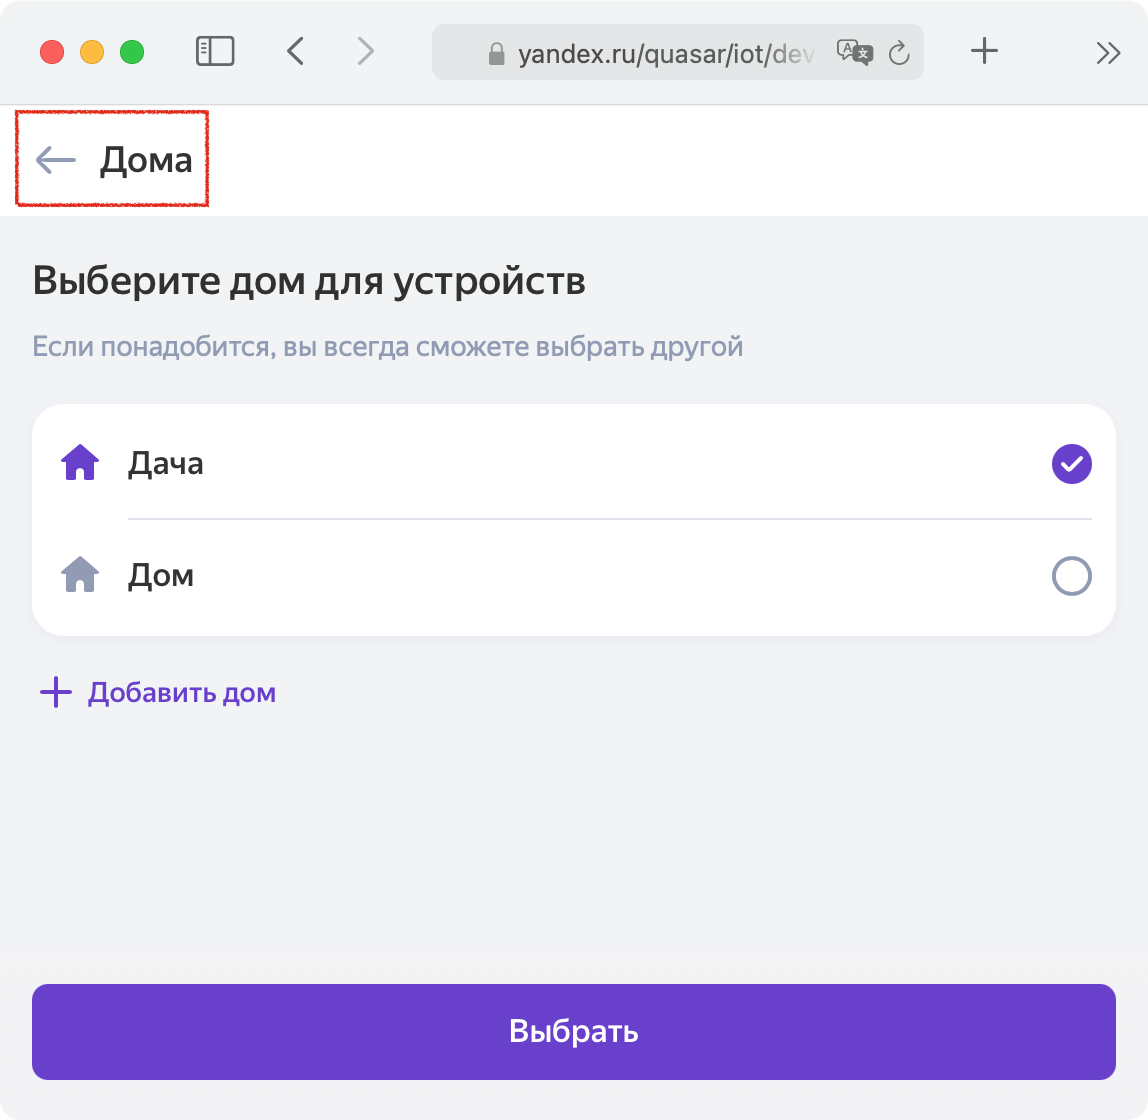 yandex.ru/quasar/iot/dev
Дома
Выберите дом для устройств
Если понадобится, вы всегда сможете выбрать другой
Дача
Дом
Добавить дом
Выбрать